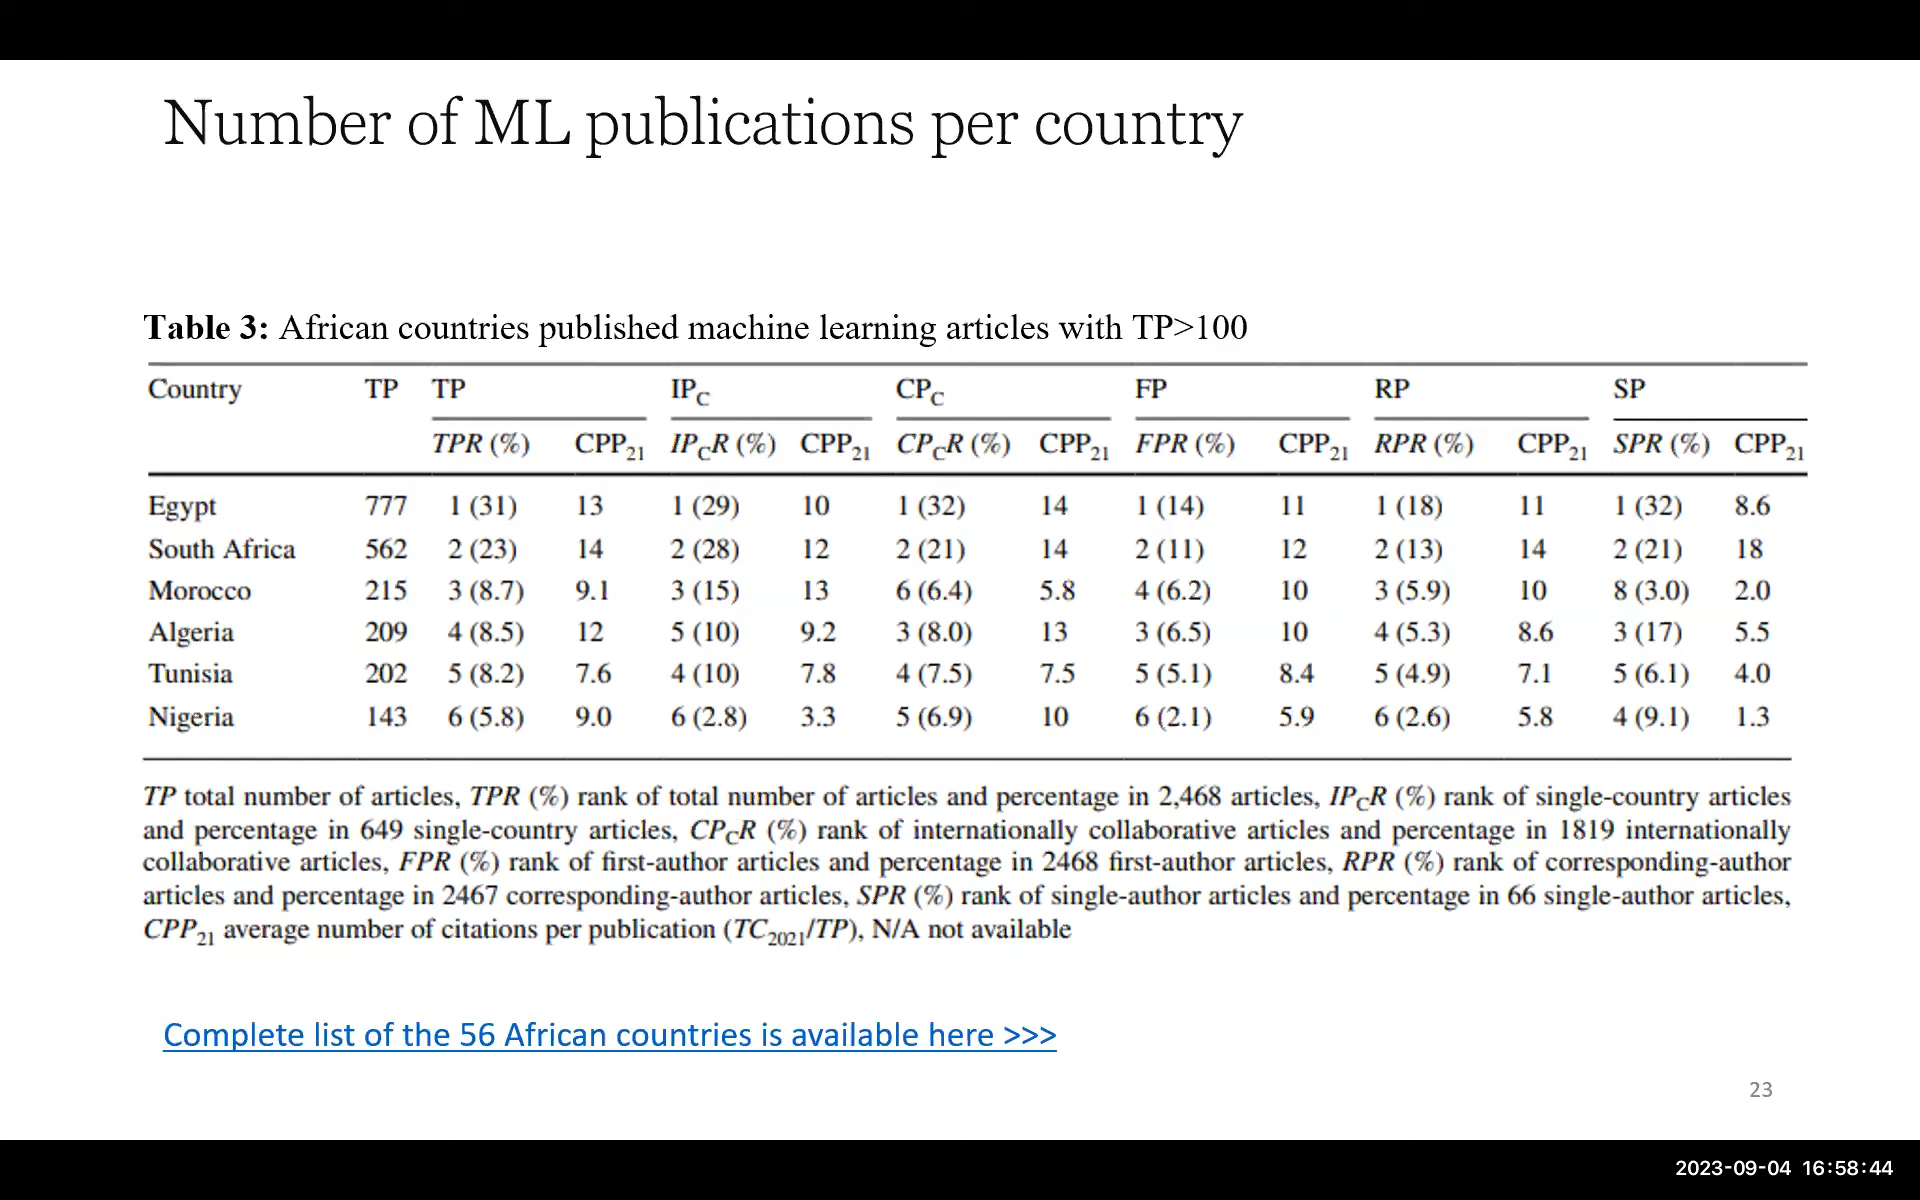 Number of ML publications per country
Table 3: African countries published machine learning articles with TP>100
Country TP TP IPC CPC FP RP SP
TPR (%) CPP21 IPCR (%) CPP21 CPCR (%) CPP21 FPR (%) CPP21 RPR (%) CPP21 SPR (%) CPP21
Egypt 777 1 (31) 13 1 (29) 10 1 (32) 14 1 (14) 11 1 (18) 11 1 (32) 8.6
South Africa 562 2 (23) 14 2 (28) 12 2 (21) 14 2 (11) 12 2 (13) 14 2 (21) 18
Morocco 215 3 (8.7) 9.1 3 (15) 13 6 (6.4) 5.8 4 (6.2) 10 3 (5.9) 10 8 (3.0) 2.0
Algeria 209 4 (8.5) 12 5 (10) 9.2 3 (8.0) 13 3 (6.5) 10 4 (5.3) 8.6 3 (17) 5.5
Tunisia 202 5 (8.2) 7.6 4 (10) 7.8 4 (7.5) 7.5 5 (5.1) 8.4 5 (4.9) 7.1 5 (6.1) 4.0
Nigeria 143 6 (5.8) 9.0 6 (2.8) 3.3 5 (6.9) 10 6 (2.1) 5.9 6 (2.6) 5.8 4 (9.1) 1.3
TP total number of articles, TPR (%) rank of total number of articles and percentage in 2,468 articles, IPCR (%) rank of single-country articles
and percentage in 649 single-country articles, CPCR (%) rank of internationally collaborative articles and percentage in 1819 internationally
collaborative articles, FPR (%) rank of first-author articles and percentage in 2468 first-author articles, RPR (%) rank of corresponding-author
articles and percentage in 2467 corresponding-author articles, SPR (%) rank of single-author articles and percentage in 66 single-author articles,
CPP21 average number of citations per publication (TC2021/TP), N/A not available
Complete list of the 56 African countries is available here >>>
23
2023-09-04 16:58:44